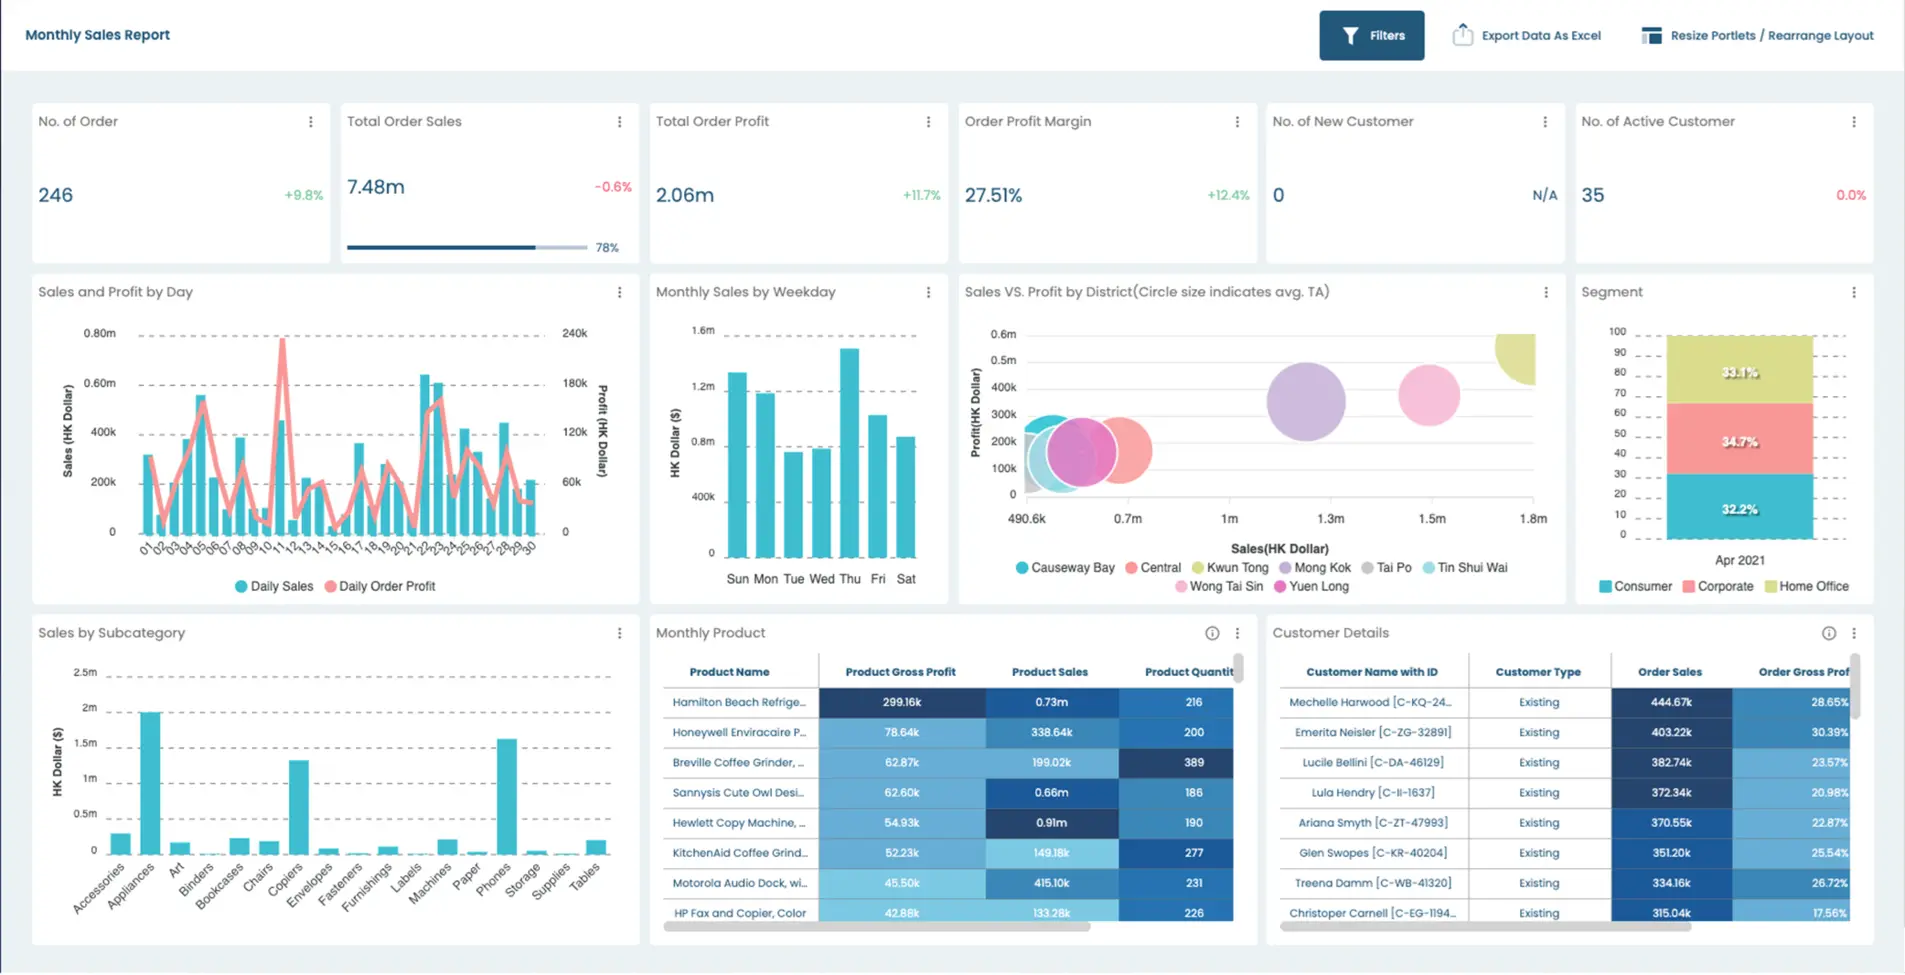 Monthly Sales Report
Filters
Export Data As Excel
Resize Portlets / Rearrange Layout
No. of Order
246
+9.8%
Total Order Sales
7.48m
-0.6%
78%
Total Order Profit
2.06m
+11.7%
Order Profit Margin
27.51%
+12.4%
No. of New Customer
0
N/A
No. of Active Customer
35
0.0%
Sales and Profit by Day
0.80m
0.60m
400k
200k
0
Sales (HK Dollar)
240k
180k
120k
60k
0
Profit (HK Dollar)
01 02 03 04 05 06 07 08 09 10 11 12 13 14 15 16 17 18 19 20 21 22 23 24 25 26 27 28 29 30
Daily Sales Daily Order Profit
Monthly Sales by Weekday
1.6m
1.2m
0.8m
400k
0
HK Dollar ($)
Sun Mon Tue Wed Thu Fri Sat
Sales VS. Profit by District(Circle size indicates avg. TA)
0.6m
0.5m
400k
300k
200k
100k
0
Profit(HK Dollar)
490.6k 0.7m 1m 1.3m 1.5m 1.8m
Sales(HK Dollar)
Causeway Bay Central Kwun Tong Mong Kok Tai Po Tin Shui Wai
Wong Tai Sin Yuen Long
Segment
100
90
80
70
60
50
40
30
20
10
0
33.1%
34.7%
32.2%
Apr 2021
Consumer Corporate Home Office
Sales by Subcategory
2.5m
2m
1.5m
1m
0.5m
0
HK Dollar ($)
Accessories Appliances Art Binders Bookcases Chairs Copiers Envelopes Fasteners Furnishings Labels Machines Paper Phones Storage Supplies Tables
Monthly Product
Product Name Product Gross Profit Product Sales Product Quantit
Hamilton Beach Refrige... 299.16k 0.73m 216
Honeywell Enviracaire P... 78.64k 338.64k 200
Breville Coffee Grinder, ... 62.87k 199.02k 389
Sannysis Cute Owl Desi... 62.60k 0.66m 186
Hewlett Copy Machine, ... 54.93k 0.91m 190
KitchenAid Coffee Grind... 52.23k 149.18k 277
Motorola Audio Dock, wi... 45.50k 415.10k 231
HP Fax and Copier, Color 42.88k 133.28k 226
Customer Details
Customer Name with ID Customer Type Order Sales Order Gross Prof
Mechelle Harwood [C-KQ-24... Existing 444.67k 28.65%
Emerita Neisler [C-ZG-32891] Existing 403.22k 30.39%
Lucile Bellini [C-DA-46129] Existing 382.74k 23.57%
Lula Hendry [C-II-1637] Existing 372.34k 20.98%
Ariana Smyth [C-ZT-47993] Existing 370.55k 22.87%
Glen Swopes [C-KR-40204] Existing 351.20k 25.54%
Treena Damm [C-WB-41320] Existing 334.16k 26.72%
Christoper Carnell [C-EG-1194... Existing 315.04k 17.56%